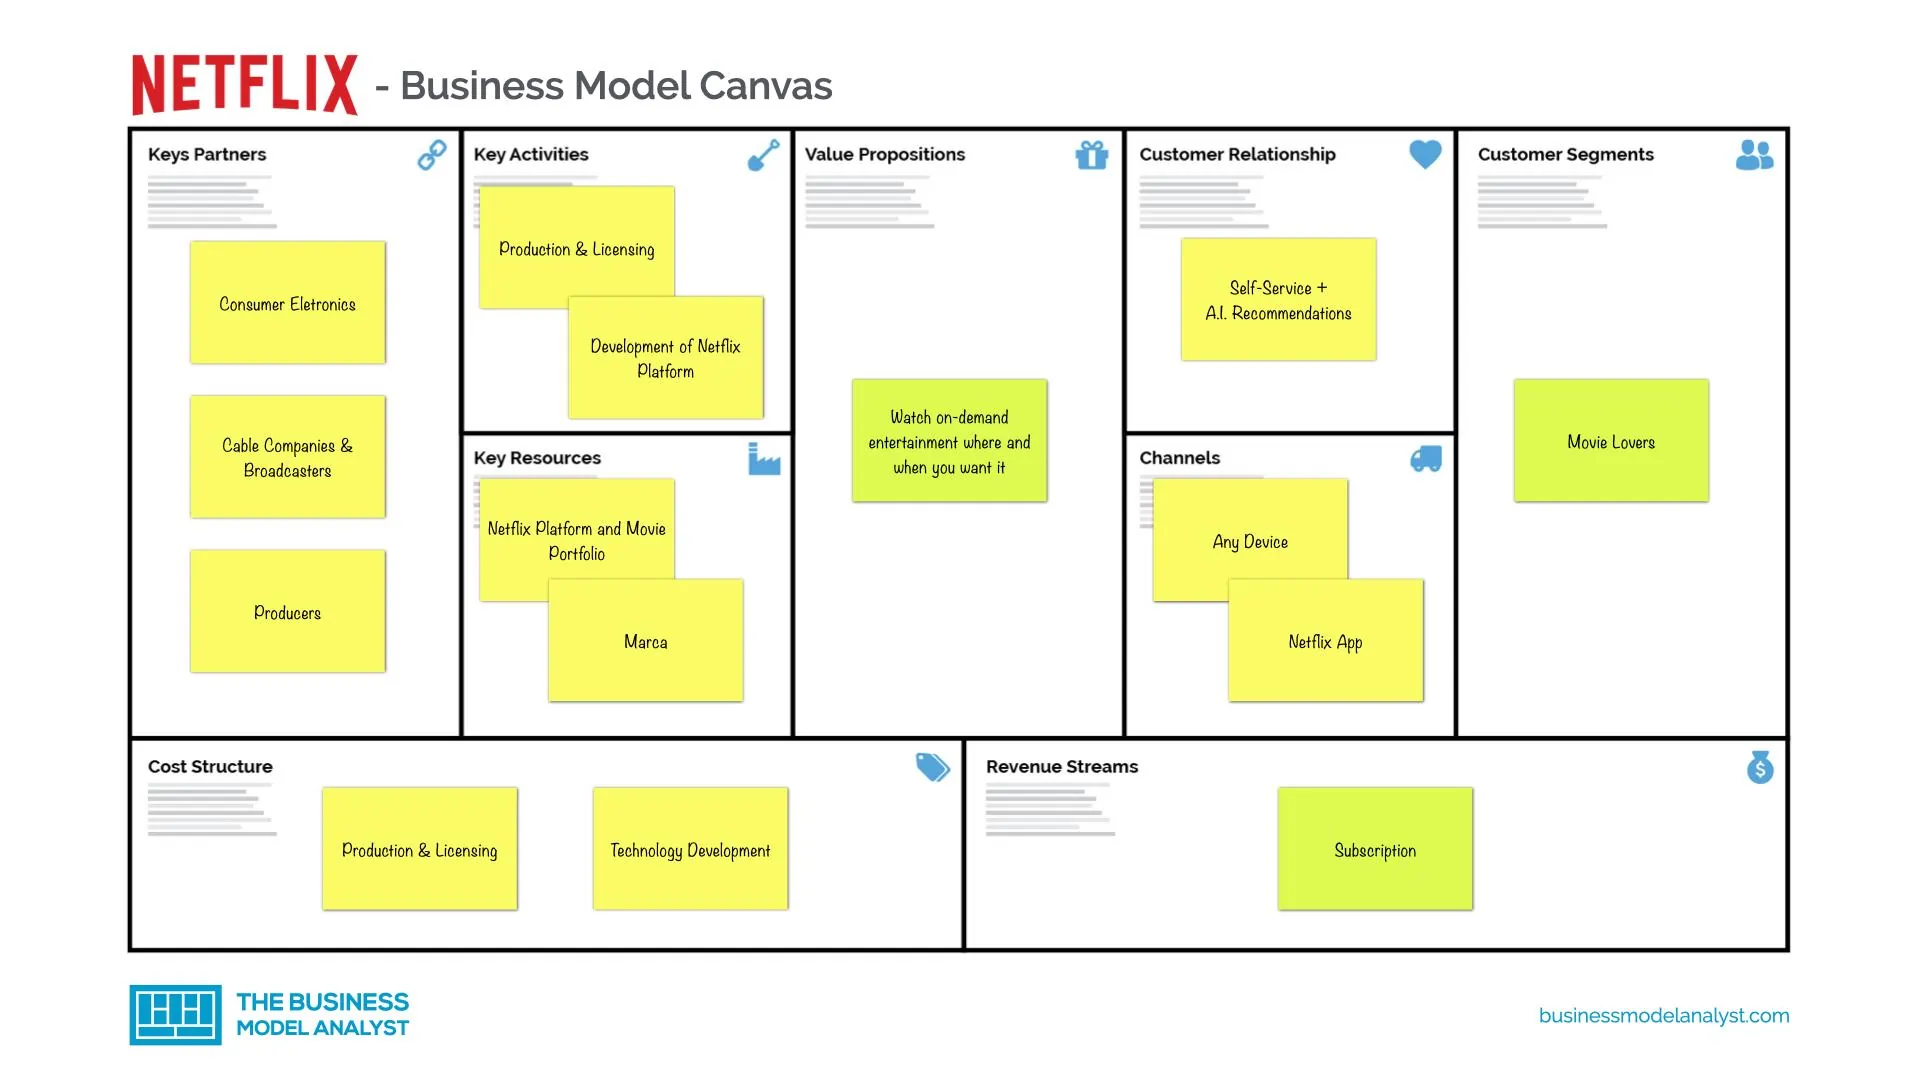 NETFLIX - Business Model Canvas
Keys Partners
Consumer Eletronics
Cable Companies &
Broadcasters
Producers
Key Activities
Production & Licensing
Development of Netflix
Platform
Key Resources
Netflix Platform and Movie
Portfolio
Marca
Value Propositions
Watch on-demand
entertainment where and
when you want it
Customer Relationship
Self-Service +
A.I. Recommendations
Channels
Any Device
Netflix App
Customer Segments
Movie Lovers
Cost Structure
Production & Licensing
Technology Development
Revenue Streams
$
Subscription
THE BUSINESS
MODEL ANALYST
businessmodelanalyst.com